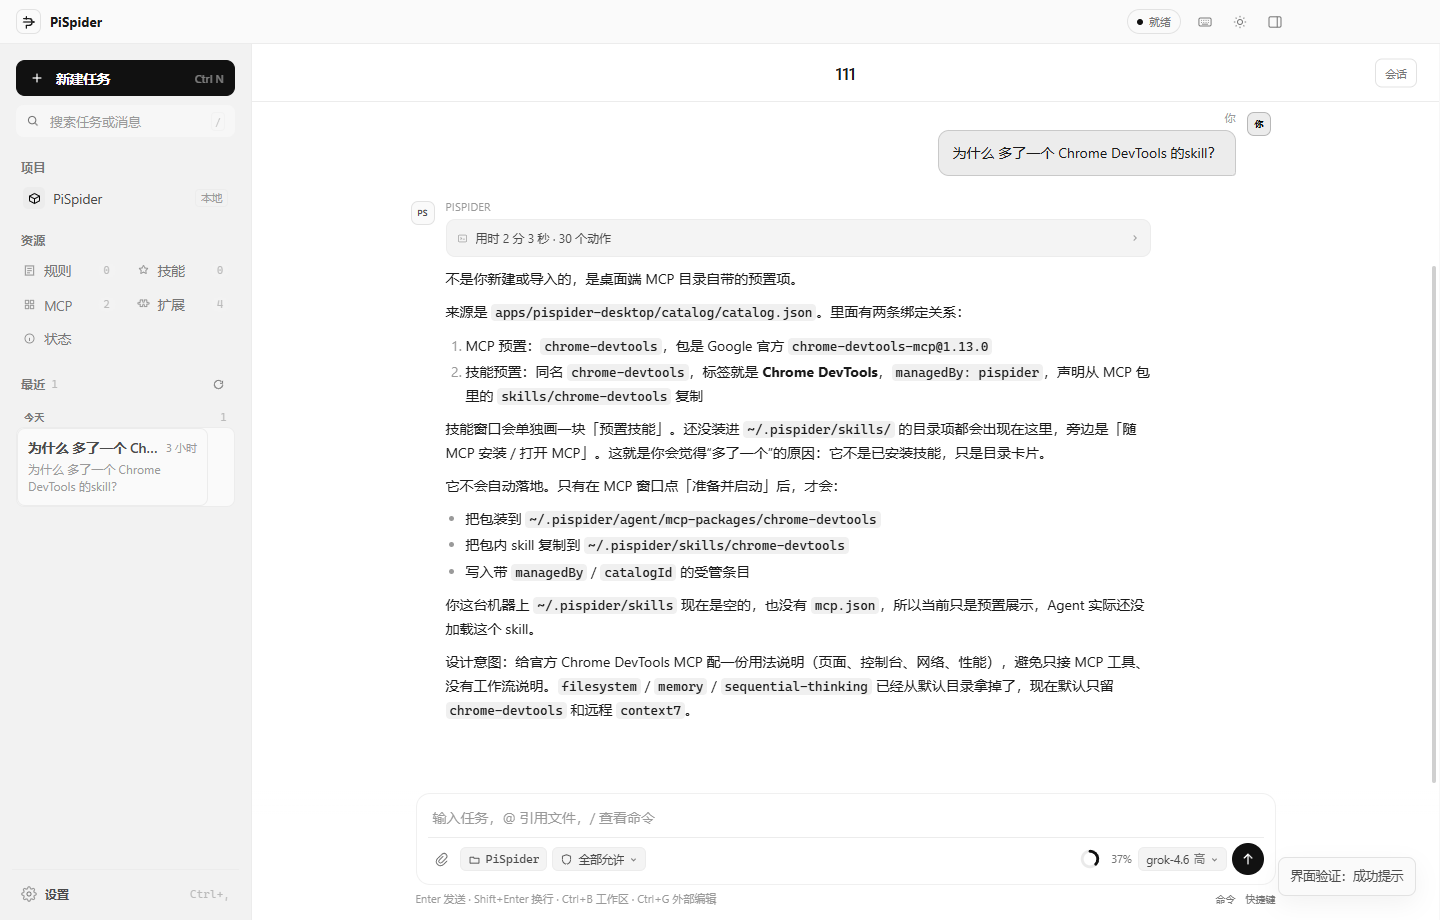 PiSpider
就绪
新建任务 Ctrl N
搜索任务或消息 /
项目
PiSpider 本地
资源
规则 0 技能 0
MCP 2 扩展 4
状态
最近 1
今天 1
为什么 多了一个 Ch... 3 小时
为什么 多了一个 Chrome
DevTools 的skill?
设置 Ctrl+,
111
会话
你
你
为什么 多了一个 Chrome DevTools 的skill?
PS PISPIDER
用时 2 分 3 秒 · 30 个动作
不是你新建或导入的，是桌面端 MCP 目录自带的预置项。
来源是 apps/pispider-desktop/catalog/catalog.json。里面有两条绑定关系：
1. MCP 预置：chrome-devtools，包是 Google 官方 chrome-devtools-mcp@1.13.0
2. 技能预置：同名 chrome-devtools，标签就是 Chrome DevTools，managedBy: pispider，声明从 MCP 包
里的 skills/chrome-devtools 复制
技能窗口会单独画一块「预置技能」。还没装进 ~/.pispider/skills/ 的目录项都会出现在这里，旁边是「随
MCP 安装 / 打开 MCP」。这就是你会觉得“多了一个”的原因：它不是已安装技能，只是目录卡片。
它不会自动落地。只有在 MCP 窗口点「准备并启动」后，才会：
• 把包装到 ~/.pispider/agent/mcp-packages/chrome-devtools
• 把包内 skill 复制到 ~/.pispider/skills/chrome-devtools
• 写入带 managedBy / catalogId 的受管条目
你这台机器上 ~/.pispider/skills 现在是空的，也没有 mcp.json，所以当前只是预置展示，Agent 实际还没
加载这个 skill。
设计意图：给官方 Chrome DevTools MCP 配一份用法说明（页面、控制台、网络、性能），避免只接 MCP 工具、
没有工作流说明。filesystem / memory / sequential-thinking 已经从默认目录拿掉了，现在默认只留
chrome-devtools 和远程 context7。
输入任务，@ 引用文件，/ 查看命令
PiSpider 全部允许 37% grok-4.6 高
Enter 发送 · Shift+Enter 换行 · Ctrl+B 工作区 · Ctrl+G 外部编辑 命令 快捷键
界面验证：成功提示